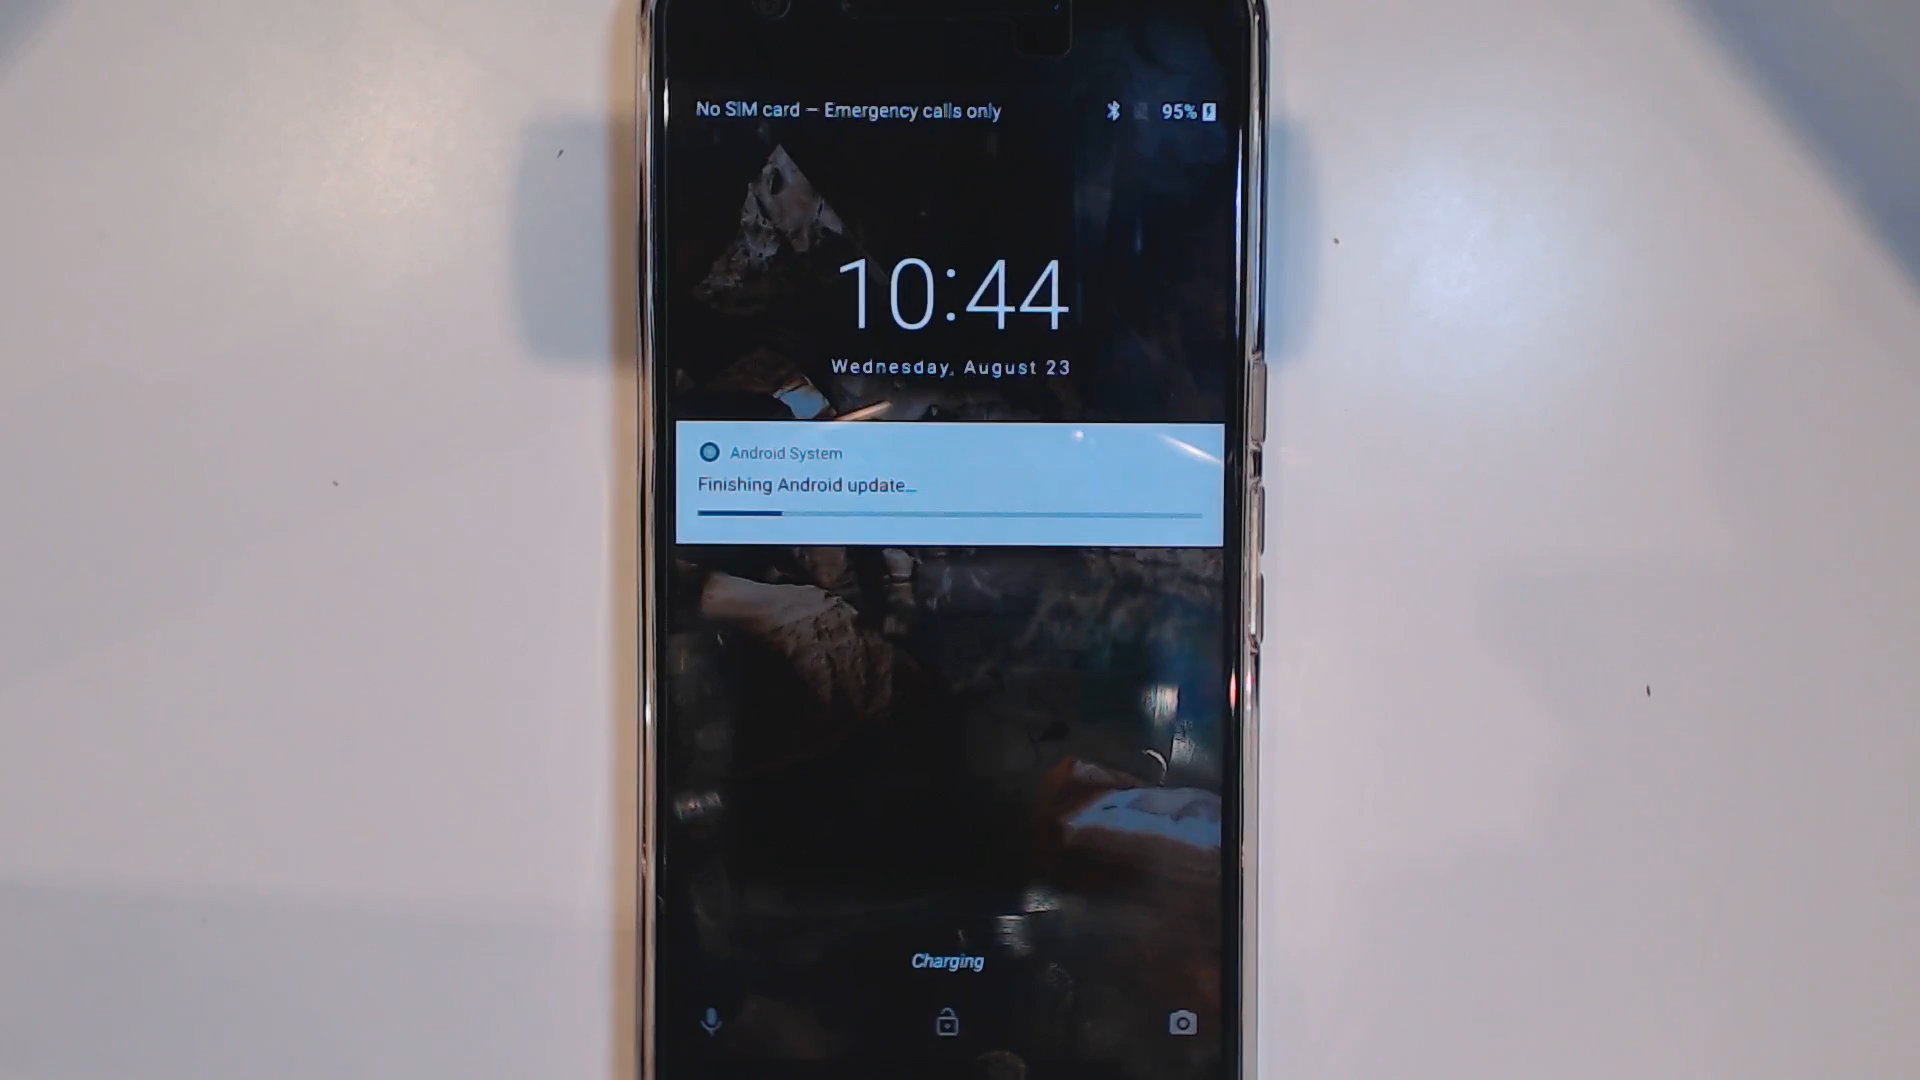 No SIM card — Emergency calls only 95%
10:44
Wednesday, August 23
Android System
Finishing Android update...
Charging